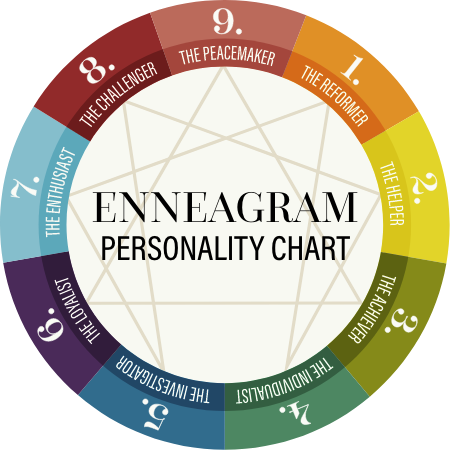 9.
THE PEACEMAKER
1.
THE REFORMER
2.
THE HELPER
3.
THE ACHIEVER
4.
THE INDIVIDUALIST
5.
THE INVESTIGATOR
6.
THE LOYALIST
7.
THE ENTHUSIAST
8.
THE CHALLENGER
ENNEAGRAM
PERSONALITY CHART